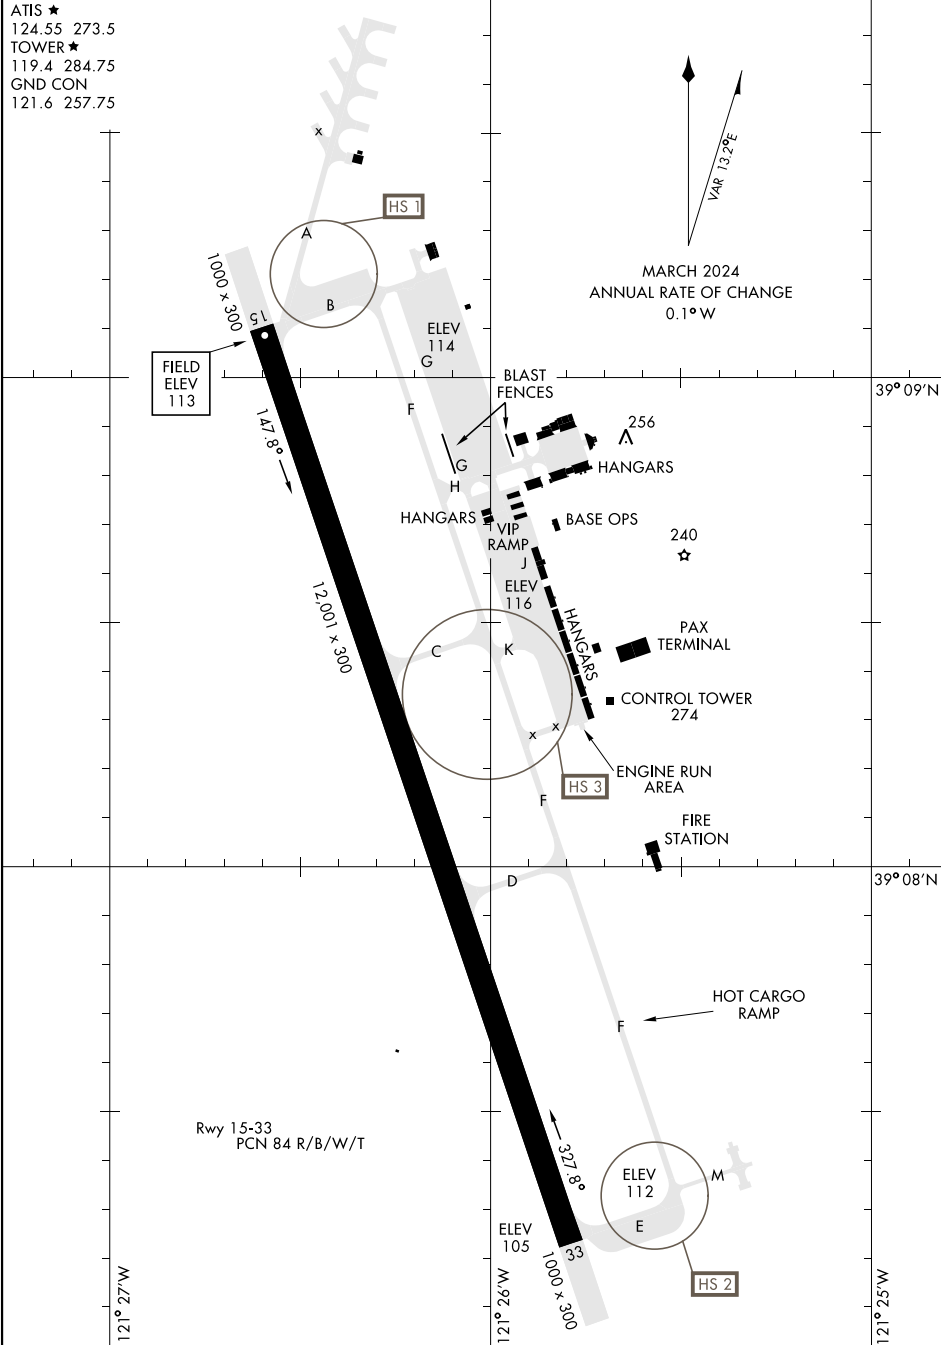 ATIS ★
124.55 273.5
TOWER ★
119.4 284.75
GND CON
121.6 257.75
x
VAR 13.2°E
HS 1
A
1000 x 300
MARCH 2024
ANNUAL RATE OF CHANGE
0.1° W
B
15
ELEV
114
G
FIELD
ELEV
113
BLAST
FENCES
39° 09'N
F
147.8°
256
G
HANGARS
H
HANGARS
VIP
RAMP
BASE OPS
240
J
ELEV
116
12,001 x 300
HANGARS
PAX
TERMINAL
C
K
CONTROL TOWER
274
x
x
ENGINE RUN
AREA
HS 3
F
FIRE
STATION
D
39° 08'N
HOT CARGO
RAMP
F
Rwy 15-33
PCN 84 R/B/W/T
327.8°
ELEV
112
M
E
ELEV
105
33
1000 x 300
HS 2
121° 27'W
121° 26'W
121° 25'W